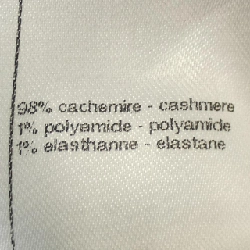 98% cachemire - cashmere
1% polyamide - polyamide
1% elasthanne - elastane